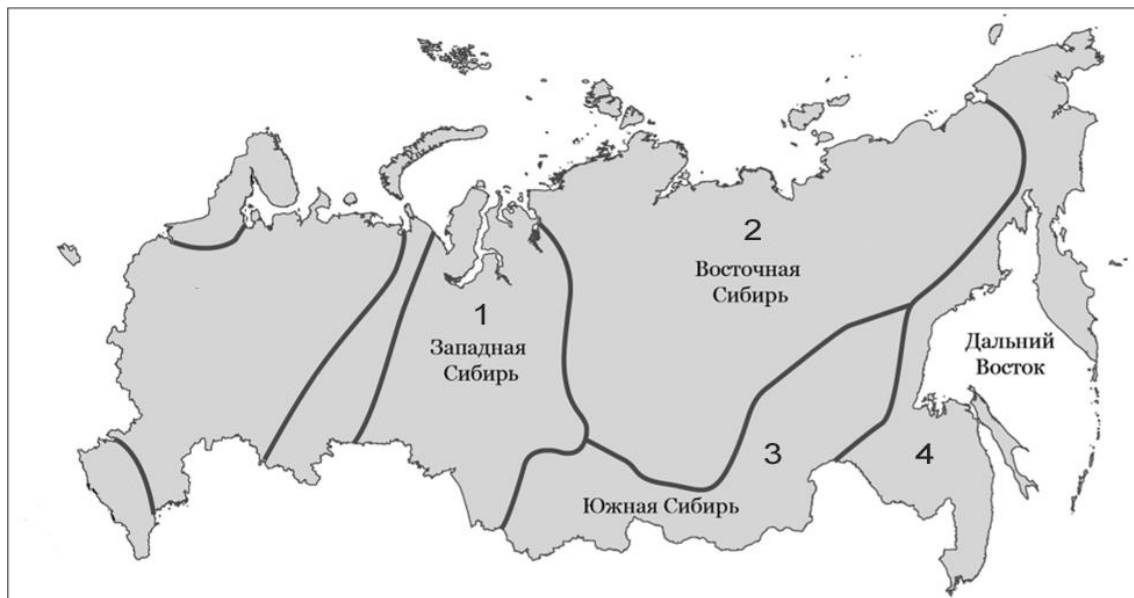 2
Восточная
Сибирь
1
Западная
Сибирь
Дальний
Восток
3
4
Южная Сибирь